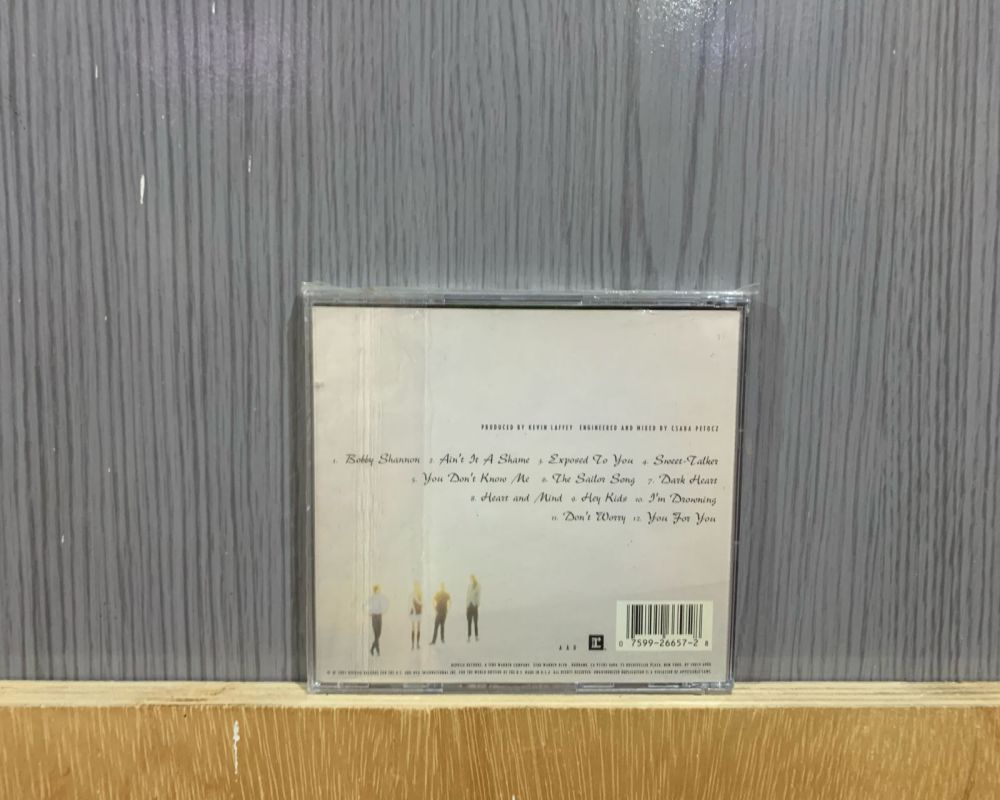 PRODUCED BY KEVIN LAFFEY ENGINEERED AND MIXED BY CSABA PETOCZ
1. Bobby Shannon 2. Ain't It A Shame 3. Exposed To You 4. Sweet-Talker
5. You Don't Know Me 6. The Sailor Song 7. Dark Heart
8. Heart and Mind 9. Hey Kids 10. I'm Drowning
11. Don't Worry 12. You For You
0 7599-26657-2 8
AAD r